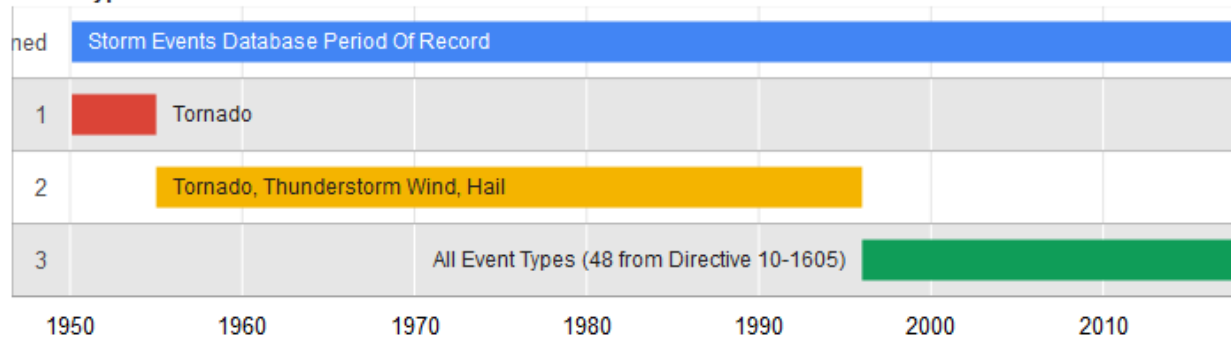 Storm Events Database Period Of Record
1 Tornado
2 Tornado, Thunderstorm Wind, Hail
3 All Event Types (48 from Directive 10-1605)
1950 1960 1970 1980 1990 2000 2010